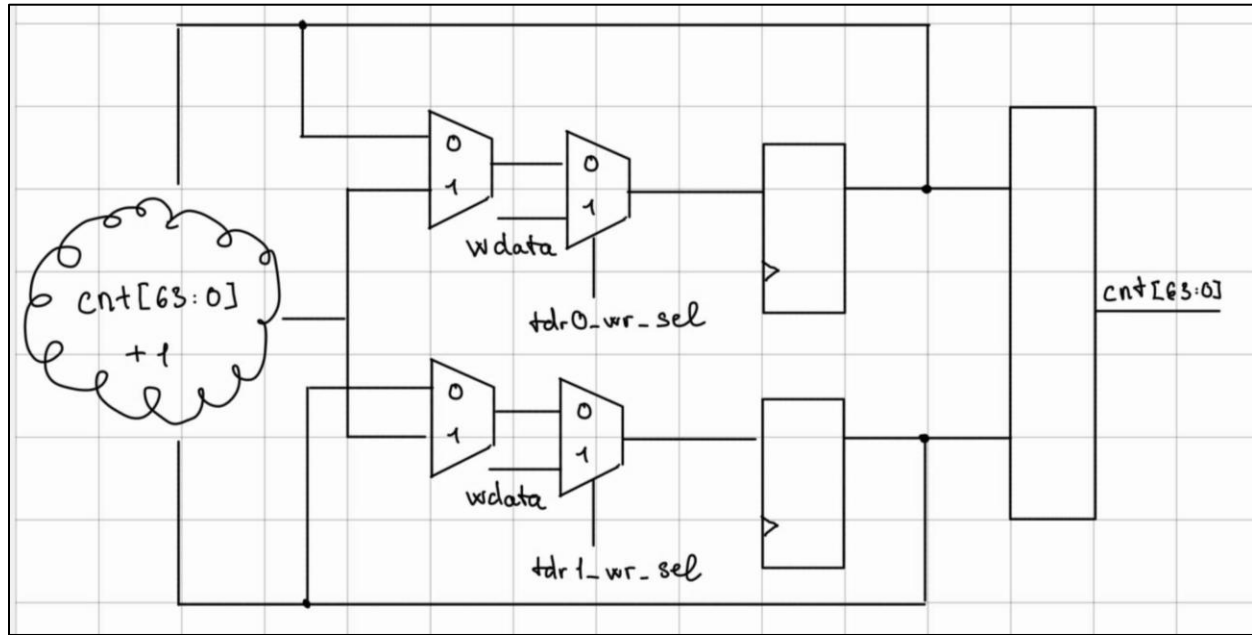 0
1
wdata
0
1
tdr0_wr_sel
cnt[63:0]
+ 1
cnt[63:0]
0
1
wdata
0
1
tdr1_wr_sel